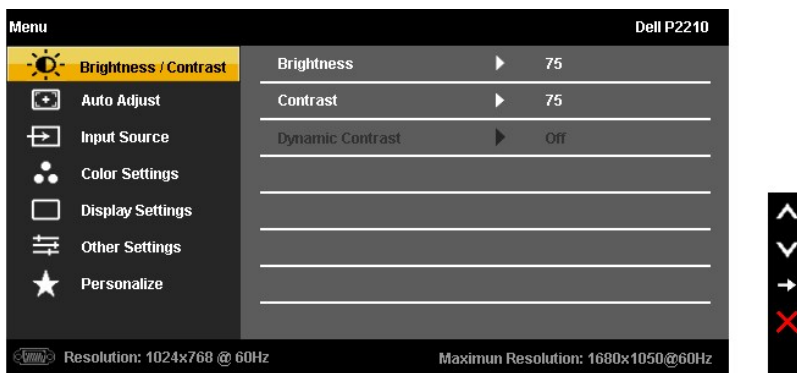 Menu Dell P2210
Brightness / Contrast Brightness 75
Auto Adjust Contrast 75
Input Source Dynamic Contrast Off
Color Settings
Display Settings
Other Settings
Personalize
Resolution: 1024x768 @ 60Hz Maximun Resolution: 1680x1050@60Hz